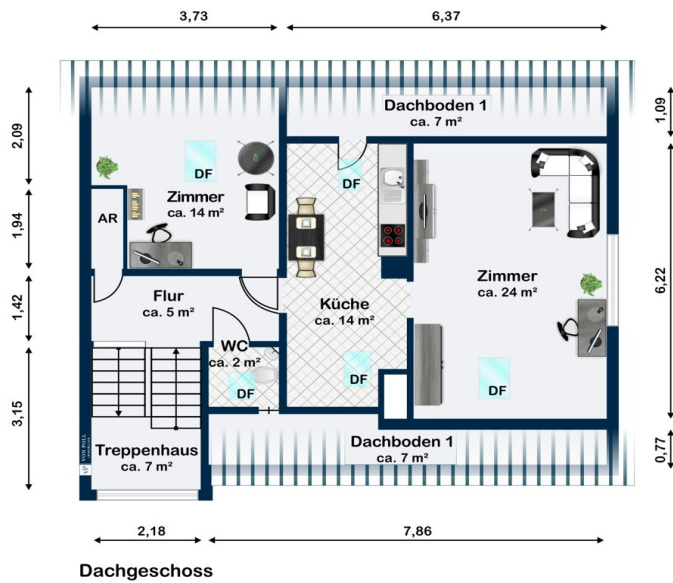 3,73
6,37
2,09
1,94
1,42
3,15
1,09
6,22
0,77
Dachboden 1
ca. 7 m²
DF
Zimmer
ca. 14 m²
AR
DF
Zimmer
ca. 24 m²
Flur
ca. 5 m²
Küche
ca. 14 m²
WC
ca. 2 m²
DF
DF
DF
Treppenhaus
ca. 7 m²
Dachboden 1
ca. 7 m²
VP
VON POLL
2,18
7,86
Dachgeschoss